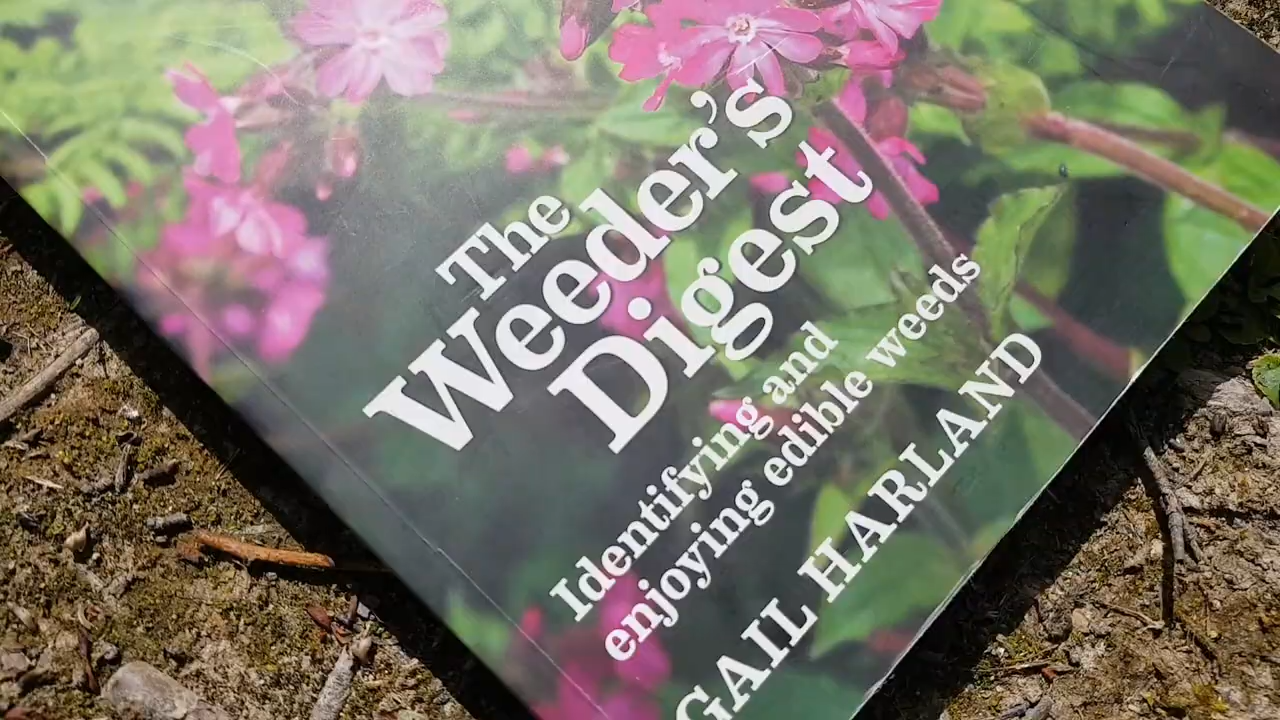 The
Weeder's
Digest
Identifying and
enjoying edible weeds
GAIL HARLAND